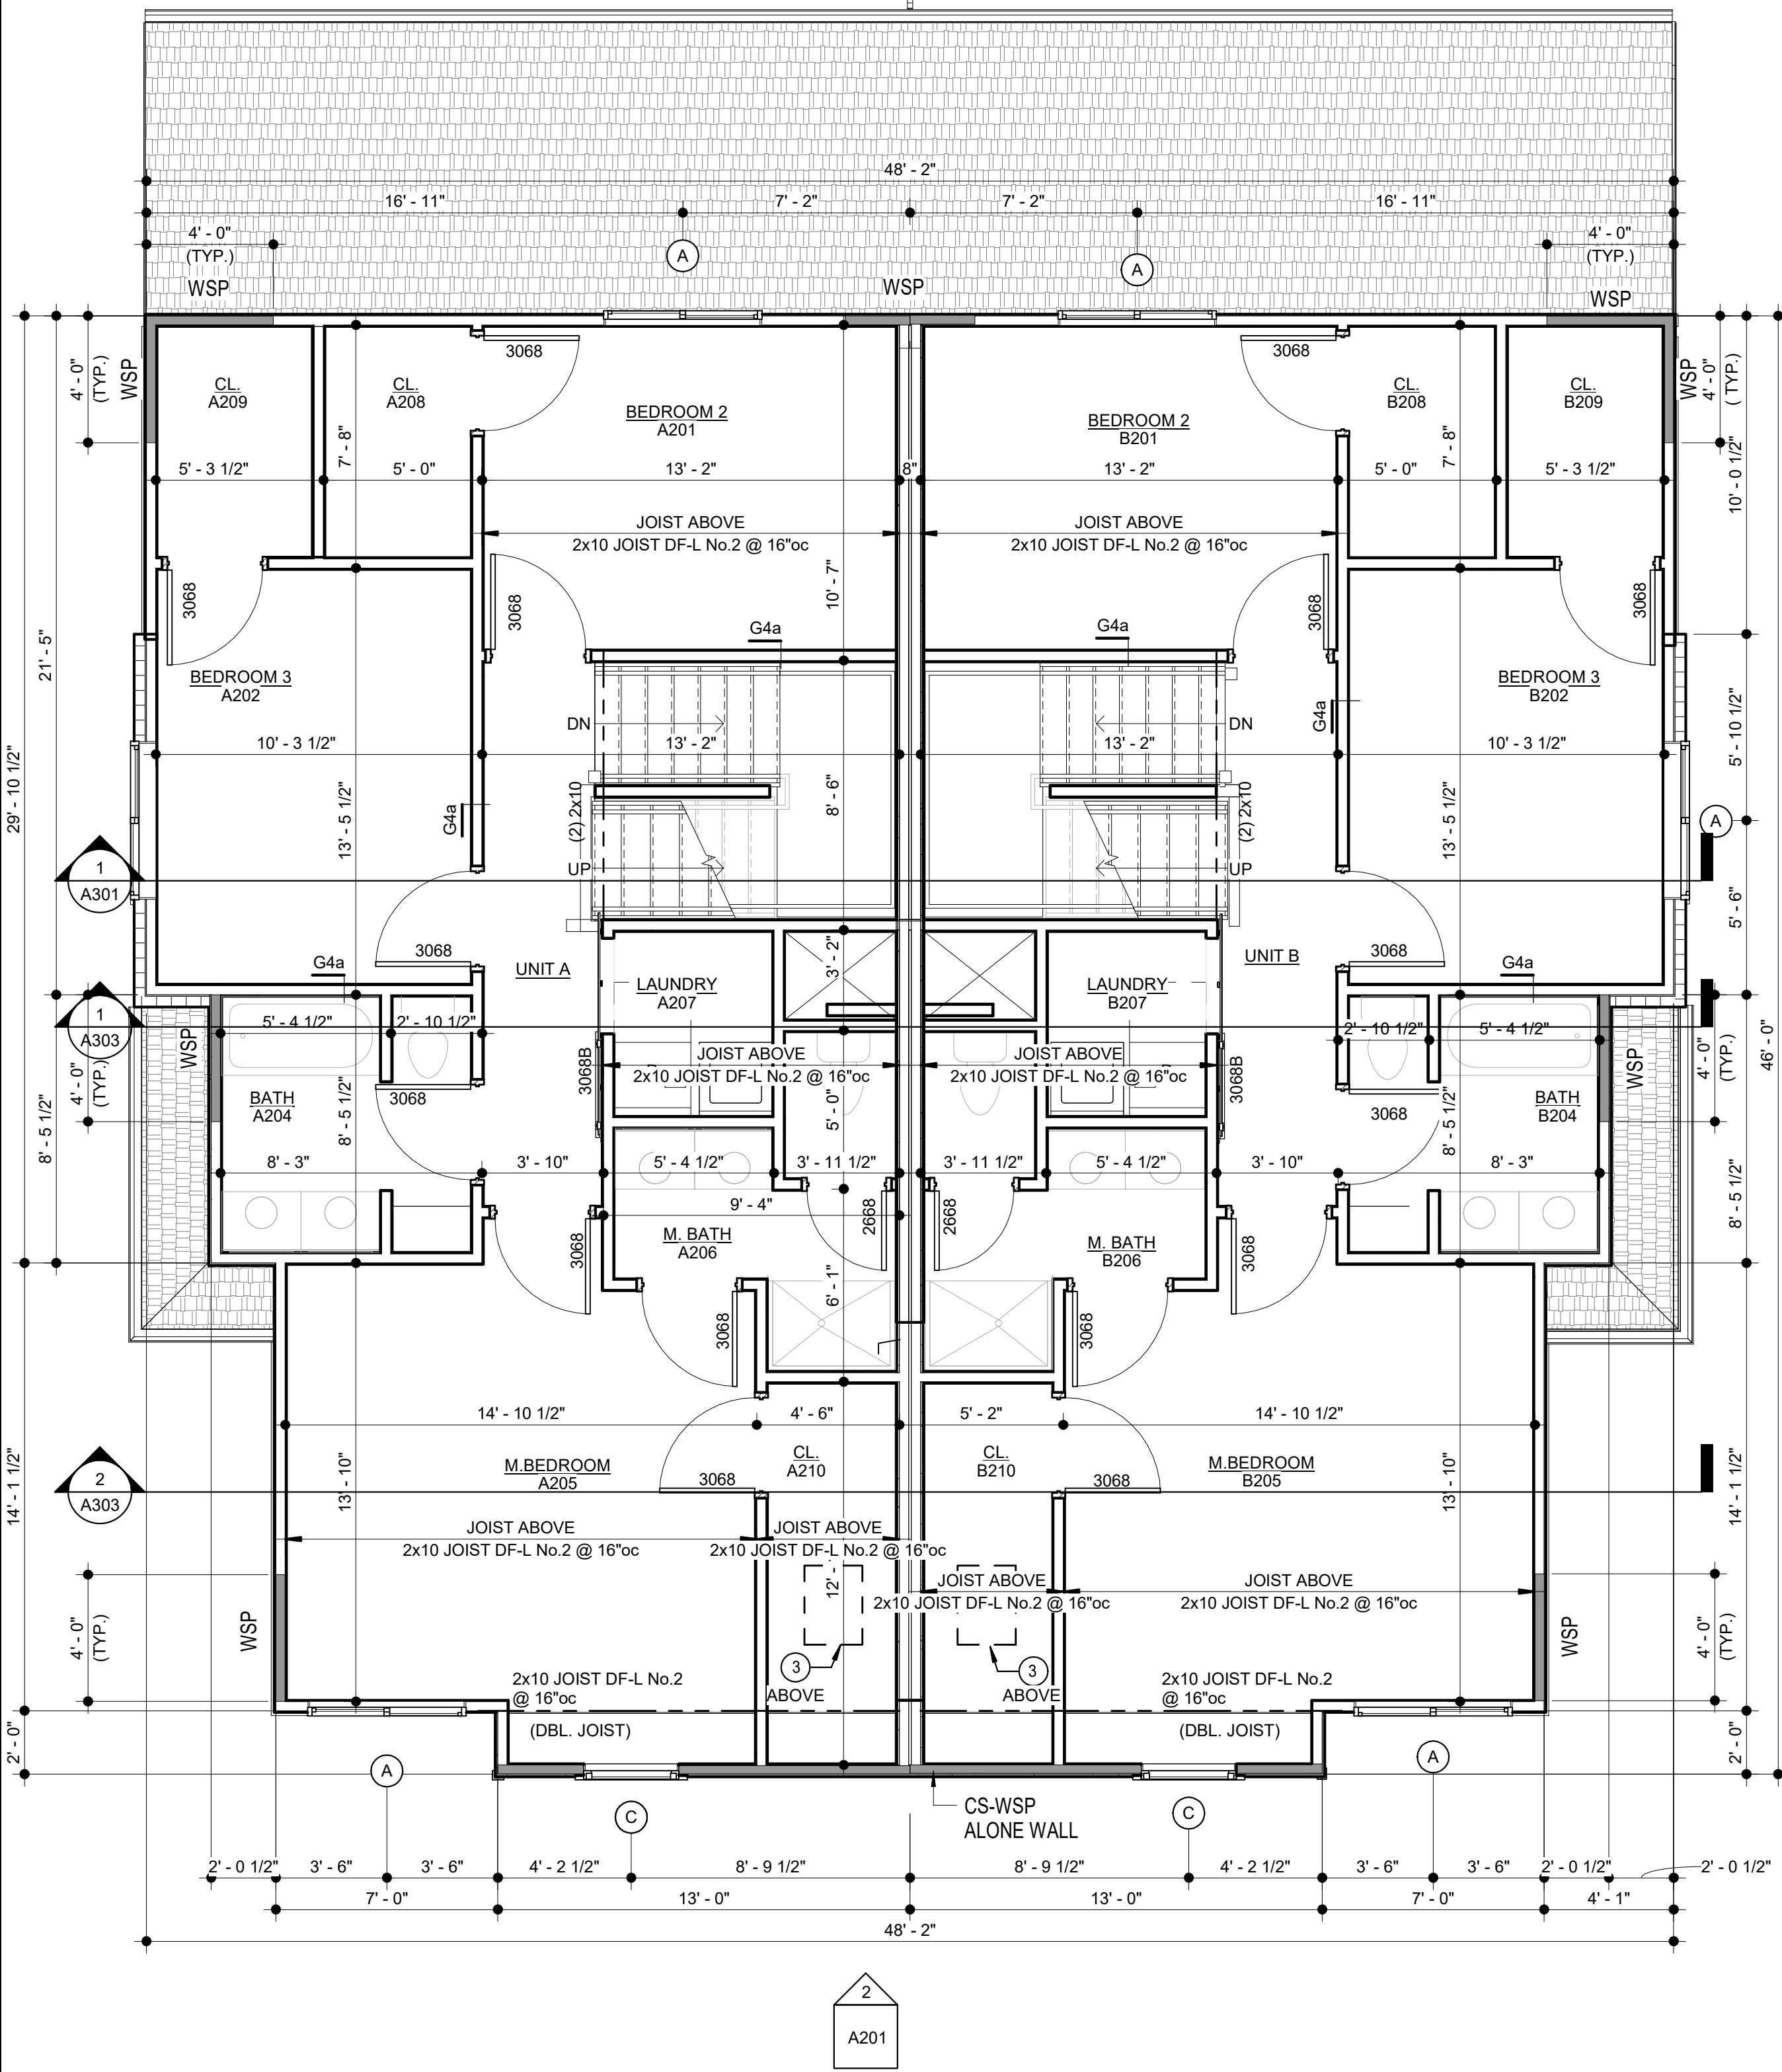 48' - 2"
16' - 11" 7' - 2" 7' - 2" 16' - 11"
4' - 0" 4' - 0"
(TYP.) A A (TYP.)
WSP WSP WSP
3068 3068
4' - 0"
(TYP.)
WSP
CL.
A209
CL.
A208
7' - 8"
BEDROOM 2
A201
BEDROOM 2
B201
CL.
B208
7' - 8"
CL.
B209
WSP
4' - 0"
( TYP.)
10' - 0 1/2"
5' - 3 1/2" 5' - 0" 13' - 2" 8" 13' - 2" 5' - 0" 5' - 3 1/2"
JOIST ABOVE
2x10 JOIST DF-L No.2 @ 16"oc
JOIST ABOVE
2x10 JOIST DF-L No.2 @ 16"oc
3068 3068 10' - 7" 3068 3068
21' - 5"
G4a G4a
BEDROOM 3
A202
BEDROOM 3
B202
DN DN
G4a
5' - 10 1/2"
10' - 3 1/2" 13' - 2" 13' - 2" 10' - 3 1/2"
29' - 10 1/2"
13' - 5 1/2"
G4a
(2) 2x10
8' - 6"
(2) 2x10
13' - 5 1/2"
A
UP UP
1
A301
5' - 6"
3068 3068
G4a G4a
UNIT A UNIT B
3' - 2"
LAUNDRY
A207
LAUNDRY
B207
1
A303
5' - 4 1/2" 2' - 10 1/2" 2' - 10 1/2" 5' - 4 1/2"
WSP WSP
4' - 0"
(TYP.)
4' - 0"
(TYP.)
46' - 0"
JOIST ABOVE
2x10 JOIST DF-L No.2 @ 16"oc
JOIST ABOVE
2x10 JOIST DF-L No.2 @ 16"oc
3068B 3068B
BATH
A204
3068 3068
BATH
B204
8' - 5 1/2"
8' - 5 1/2"
5' - 0"
8' - 5 1/2"
8' - 5 1/2"
8' - 3" 3' - 10" 5' - 4 1/2" 3' - 11 1/2" 3' - 11 1/2" 5' - 4 1/2" 3' - 10" 8' - 3"
9' - 4"
2668 2668
M. BATH
A206
M. BATH
B206
3068 3068
6' - 1"
3068 3068
14' - 10 1/2" 4' - 6" 5' - 2" 14' - 10 1/2"
M.BEDROOM
A205
CL.
A210
CL.
B210
M.BEDROOM
B205
3068 3068
2
A303
13' - 10" 13' - 10"
14' - 1 1/2" 14' - 1 1/2"
JOIST ABOVE
2x10 JOIST DF-L No.2 @ 16"oc
JOIST ABOVE
2x10 JOIST DF-L No.2 @ 16"oc
JOIST ABOVE
2x10 JOIST DF-L No.2 @ 16"oc
JOIST ABOVE
2x10 JOIST DF-L No.2 @ 16"oc
12' -
4' - 0"
(TYP.)
WSP WSP
4' - 0"
(TYP.)
3 3
ABOVE ABOVE
2x10 JOIST DF-L No.2
@ 16"oc
2x10 JOIST DF-L No.2
@ 16"oc
(DBL. JOIST) (DBL. JOIST)
2' - 0" 2' - 0"
A A
C C
CS-WSP
ALONE WALL
2' - 0 1/2" 3' - 6" 3' - 6" 4' - 2 1/2" 8' - 9 1/2" 8' - 9 1/2" 4' - 2 1/2" 3' - 6" 3' - 6" 2' - 0 1/2" 2' - 0 1/2"
7' - 0" 13' - 0" 13' - 0" 7' - 0" 4' - 1"
48' - 2"
2
A201